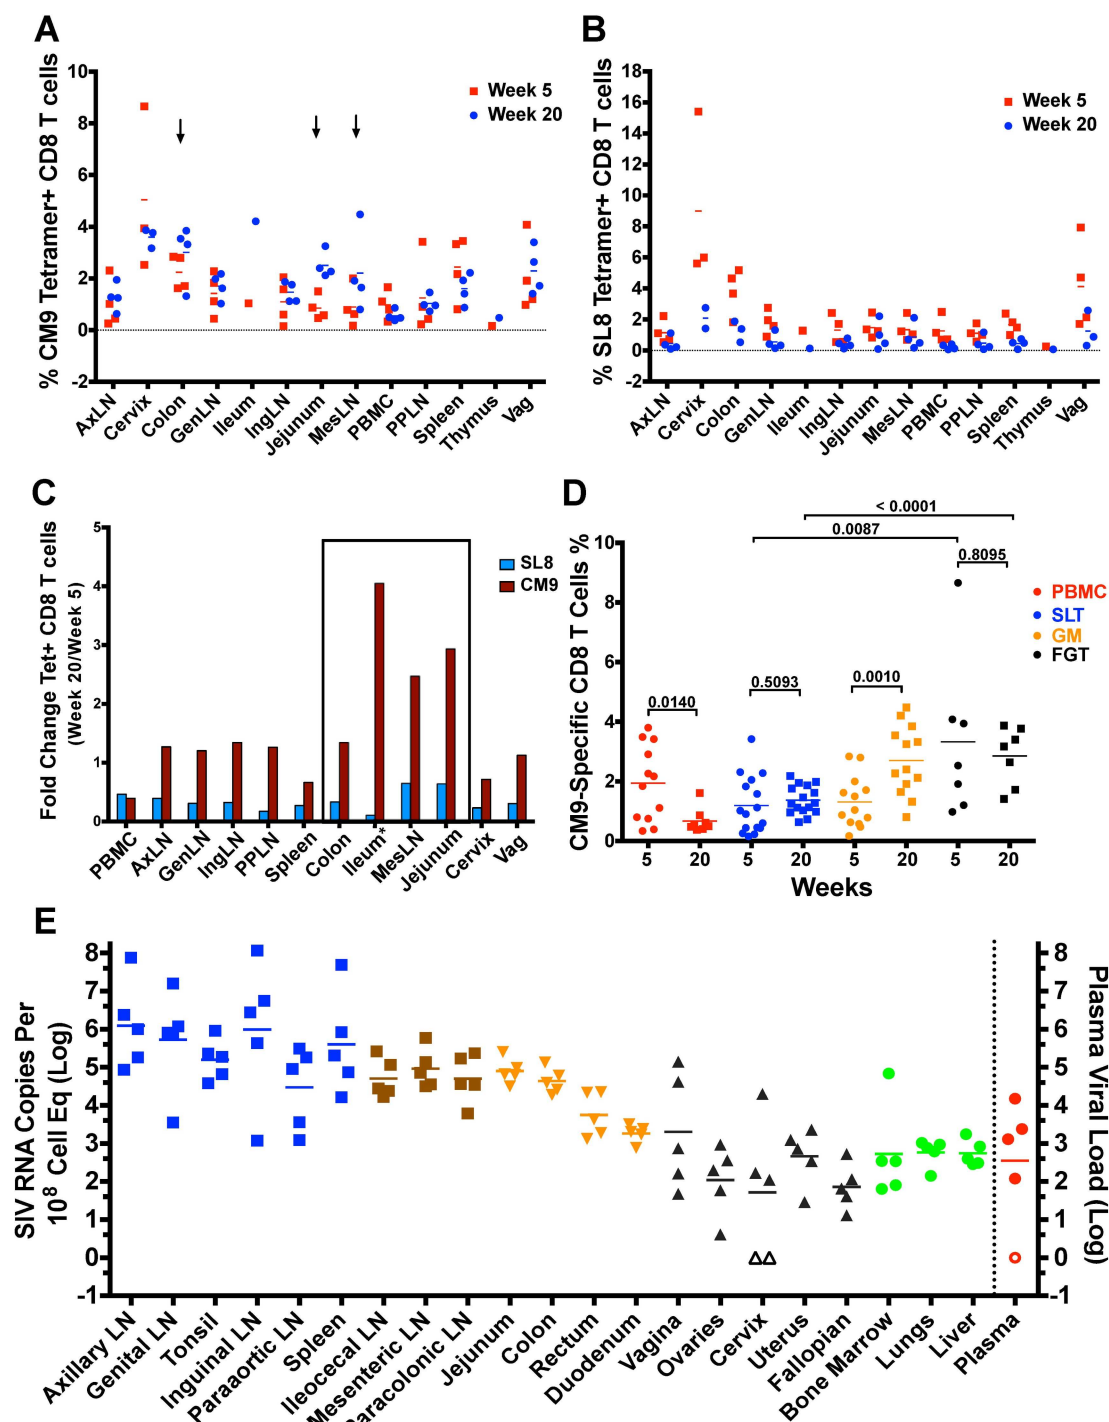 A
% CM9 Tetramer+ CD8 T cells
10
8
6
4
2
0
-2
Week 5
Week 20
AxLN
Cervix
Colon
GenLN
Ileum
IngLN
Jejunum
MesLN
PBMC
PPLN
Spleen
Thymus
Vag
B
% SL8 Tetramer+ CD8 T cells
18
16
14
12
10
8
6
4
2
0
-2
Week 5
Week 20
AxLN
Cervix
Colon
GenLN
Ileum
IngLN
Jejunum
MesLN
PBMC
PPLN
Spleen
Thymus
Vag
C
Fold Change Tet+ CD8 T cells
(Week 20/Week 5)
5
4
3
2
1
0
SL8
CM9
PBMC
AxLN
GenLN
IngLN
PPLN
Spleen
Colon
Ileum*
MesLN
Jejunum
Cervix
Vag
D
CM9-Specific CD8 T Cells %
10
8
6
4
2
0
< 0.0001
0.0087
0.8095
0.0140
0.5093
0.0010
PBMC
SLT
GM
FGT
5 20 5 20 5 20 5 20
Weeks
E
SIV RNA Copies Per
10⁸ Cell Eq (Log)
8
7
6
5
4
3
2
1
0
-1
8
7
6
5
4
3
2
1
0
-1
Plasma Viral Load (Log)
Axillary LN
Genital LN
Tonsil
Inguinal LN
Paraaortic LN
Spleen
Ileocecal LN
Mesenteric LN
Paracolonic LN
Jejunum
Colon
Rectum
Duodenum
Vagina
Ovaries
Cervix
Uterus
Fallopian
Bone Marrow
Lungs
Liver
Plasma